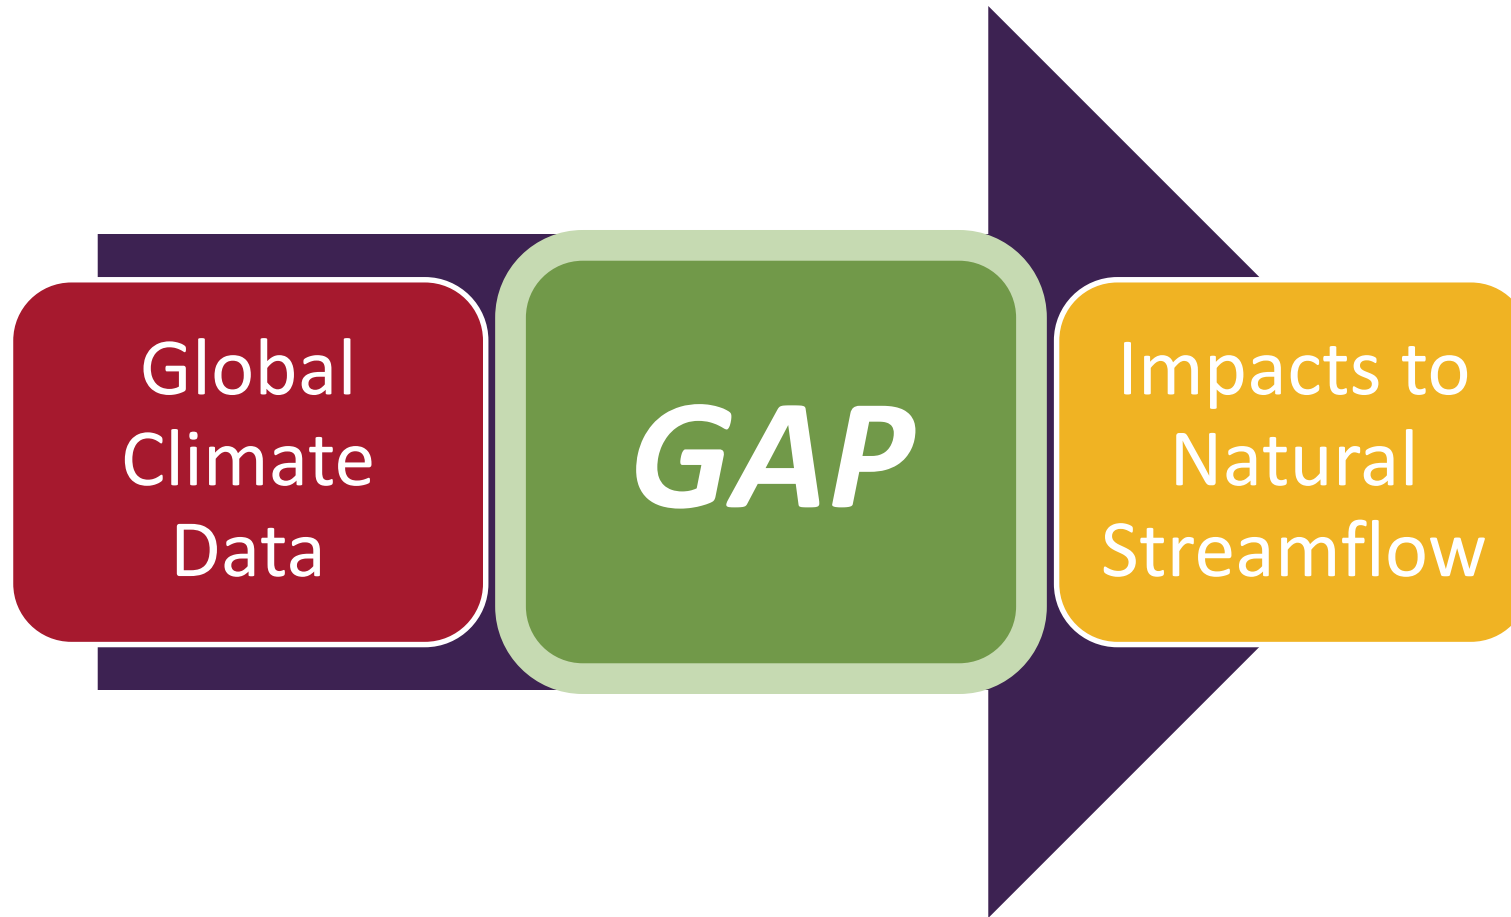 Global
Climate
Data
GAP
Impacts to
Natural
Streamflow